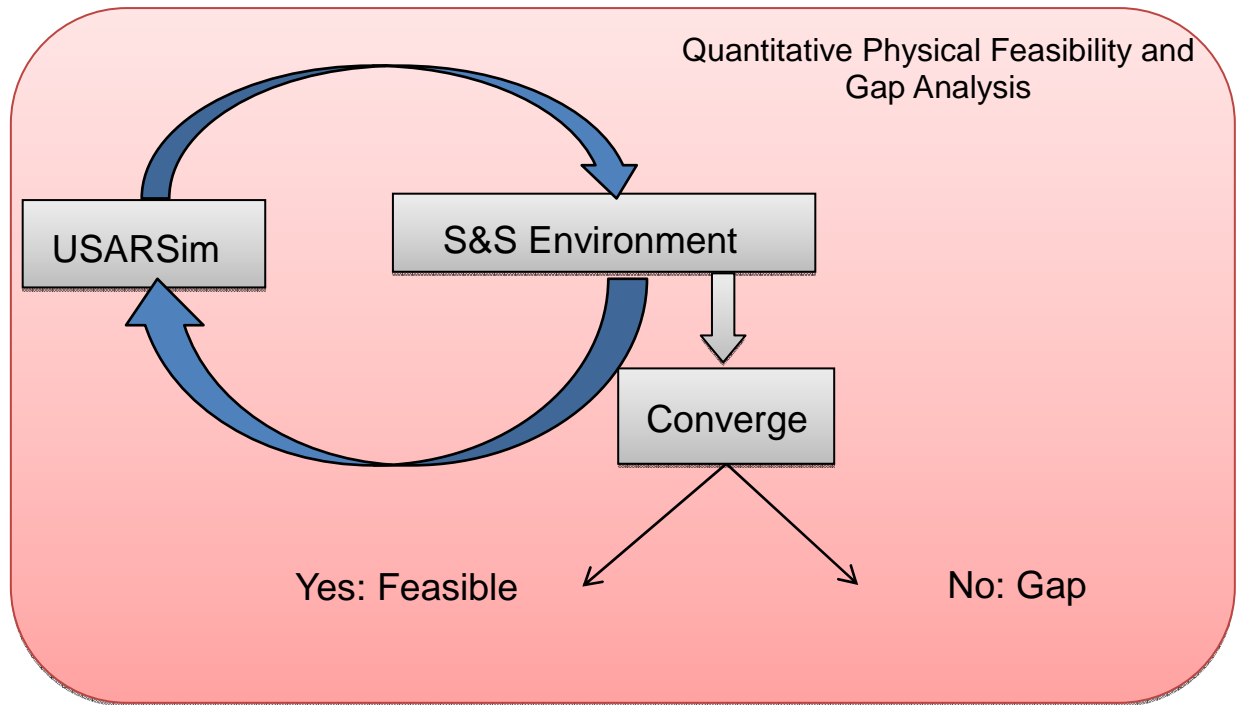 Quantitative Physical Feasibility and
Gap Analysis
USARSim
S&S Environment
Converge
Yes: Feasible
No: Gap